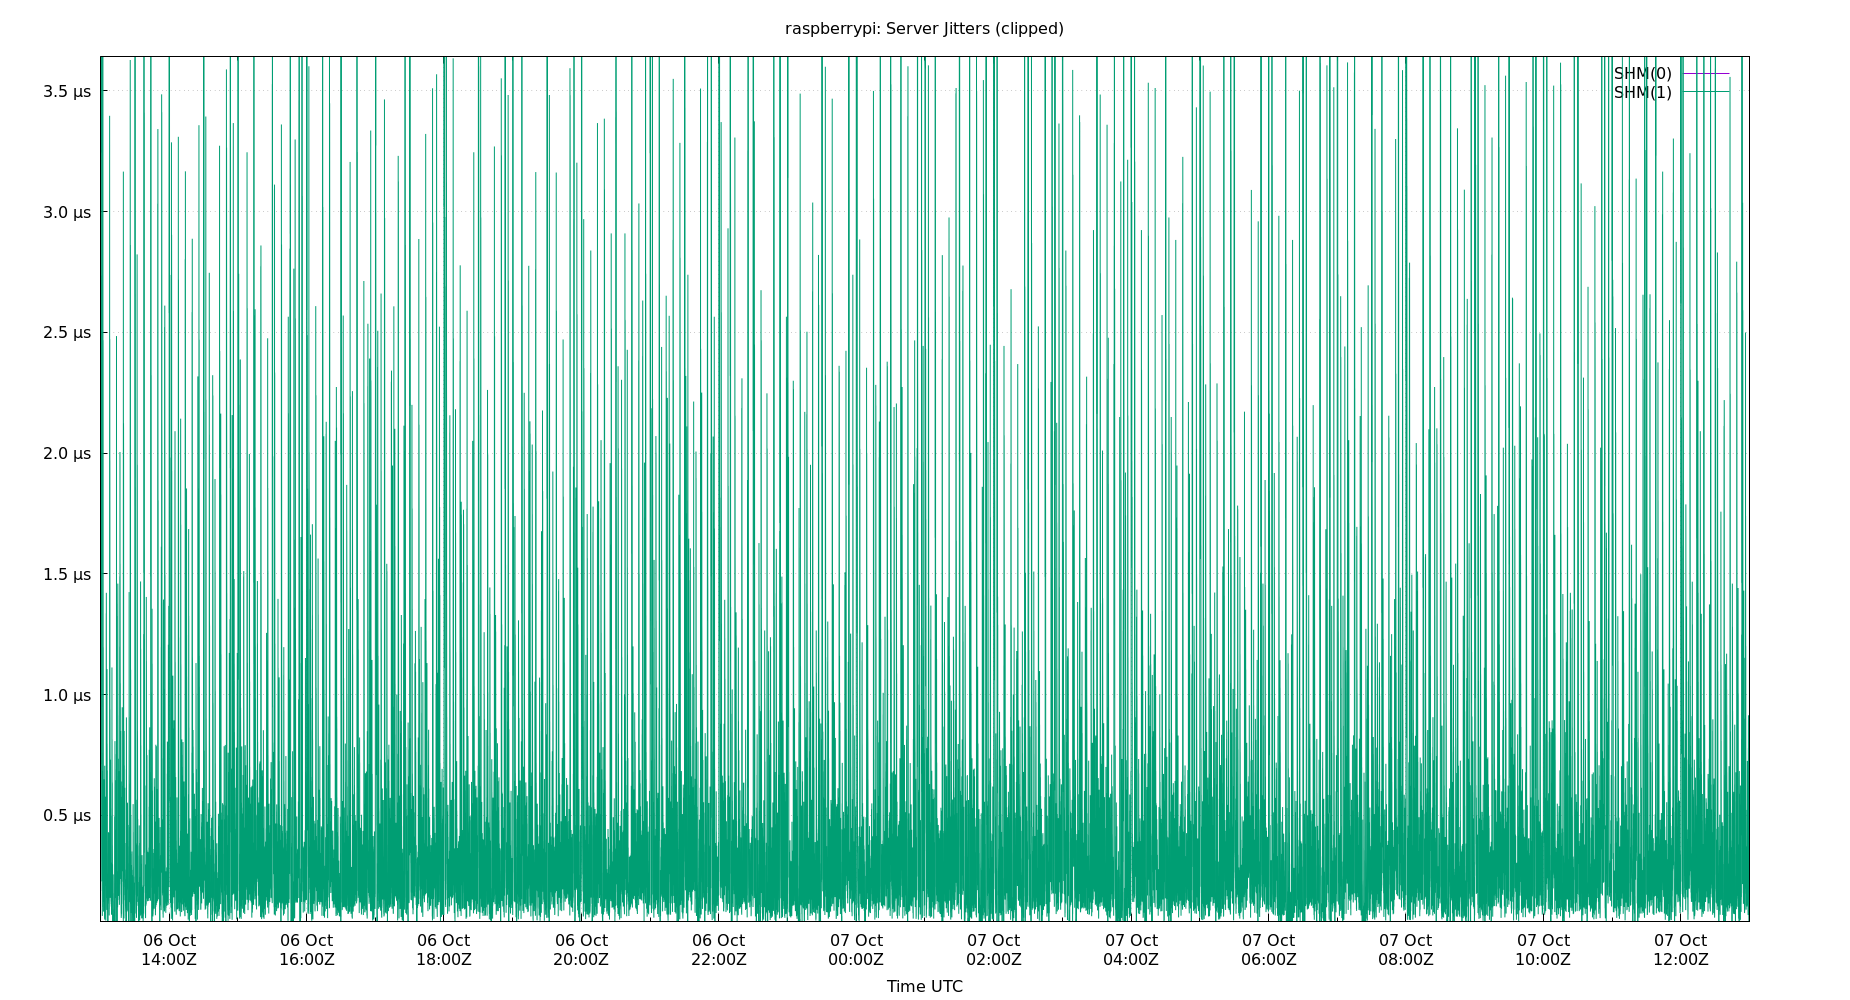 raspberrypi: Server Jitters (clipped)
SHM(0)
SHM(1)
3.5 µs
3.0 µs
2.5 µs
2.0 µs
1.5 µs
1.0 µs
0.5 µs
06 Oct 06 Oct 06 Oct 06 Oct 06 Oct 07 Oct 07 Oct 07 Oct 07 Oct 07 Oct 07 Oct 07 Oct
14:00Z 16:00Z 18:00Z 20:00Z 22:00Z 00:00Z 02:00Z 04:00Z 06:00Z 08:00Z 10:00Z 12:00Z
Time UTC